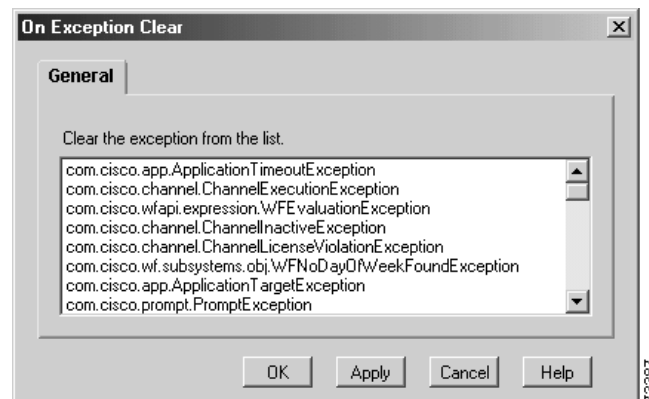 On Exception Clear
General
Clear the exception from the list.
com.cisco.app.ApplicationTimeoutException
com.cisco.channel.ChannelExecutionException
com.cisco.wfapi.expression.WFEvaluationException
com.cisco.channel.ChannelInactiveException
com.cisco.channel.ChannelLicenseViolationException
com.cisco.wf.subsystems.obj.WFNoDayOfWeekFoundException
com.cisco.app.ApplicationTargetException
com.cisco.prompt.PromptException
OK Apply Cancel Help